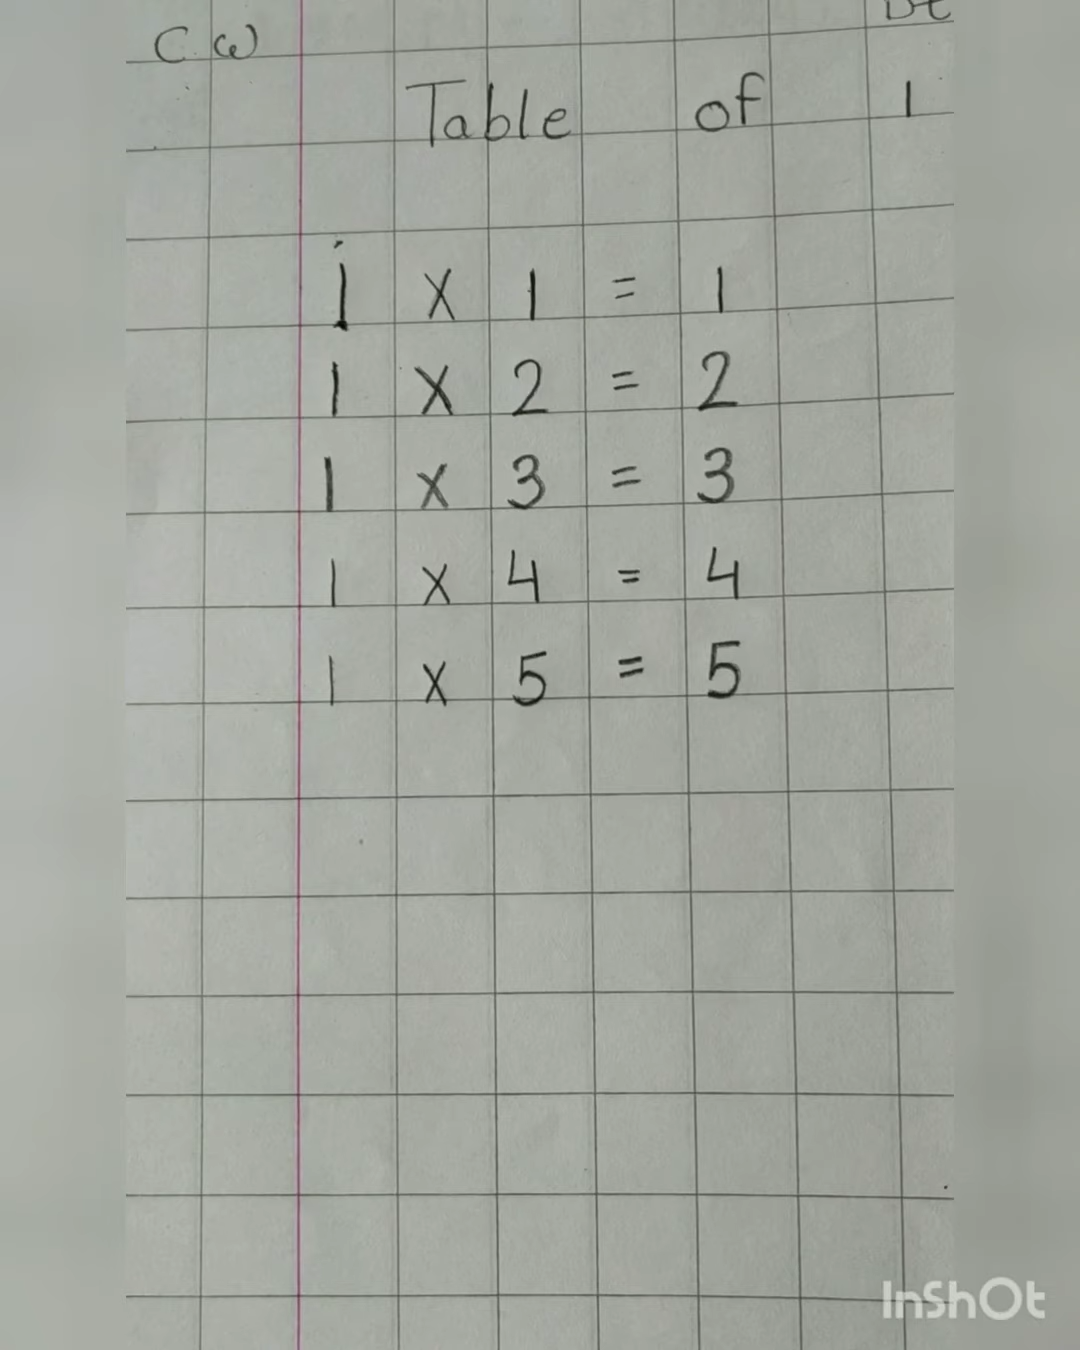 C.W Dt
Table of 1
1 × 1 = 1
1 × 2 = 2
1 × 3 = 3
1 × 4 = 4
1 × 5 = 5
InShOt